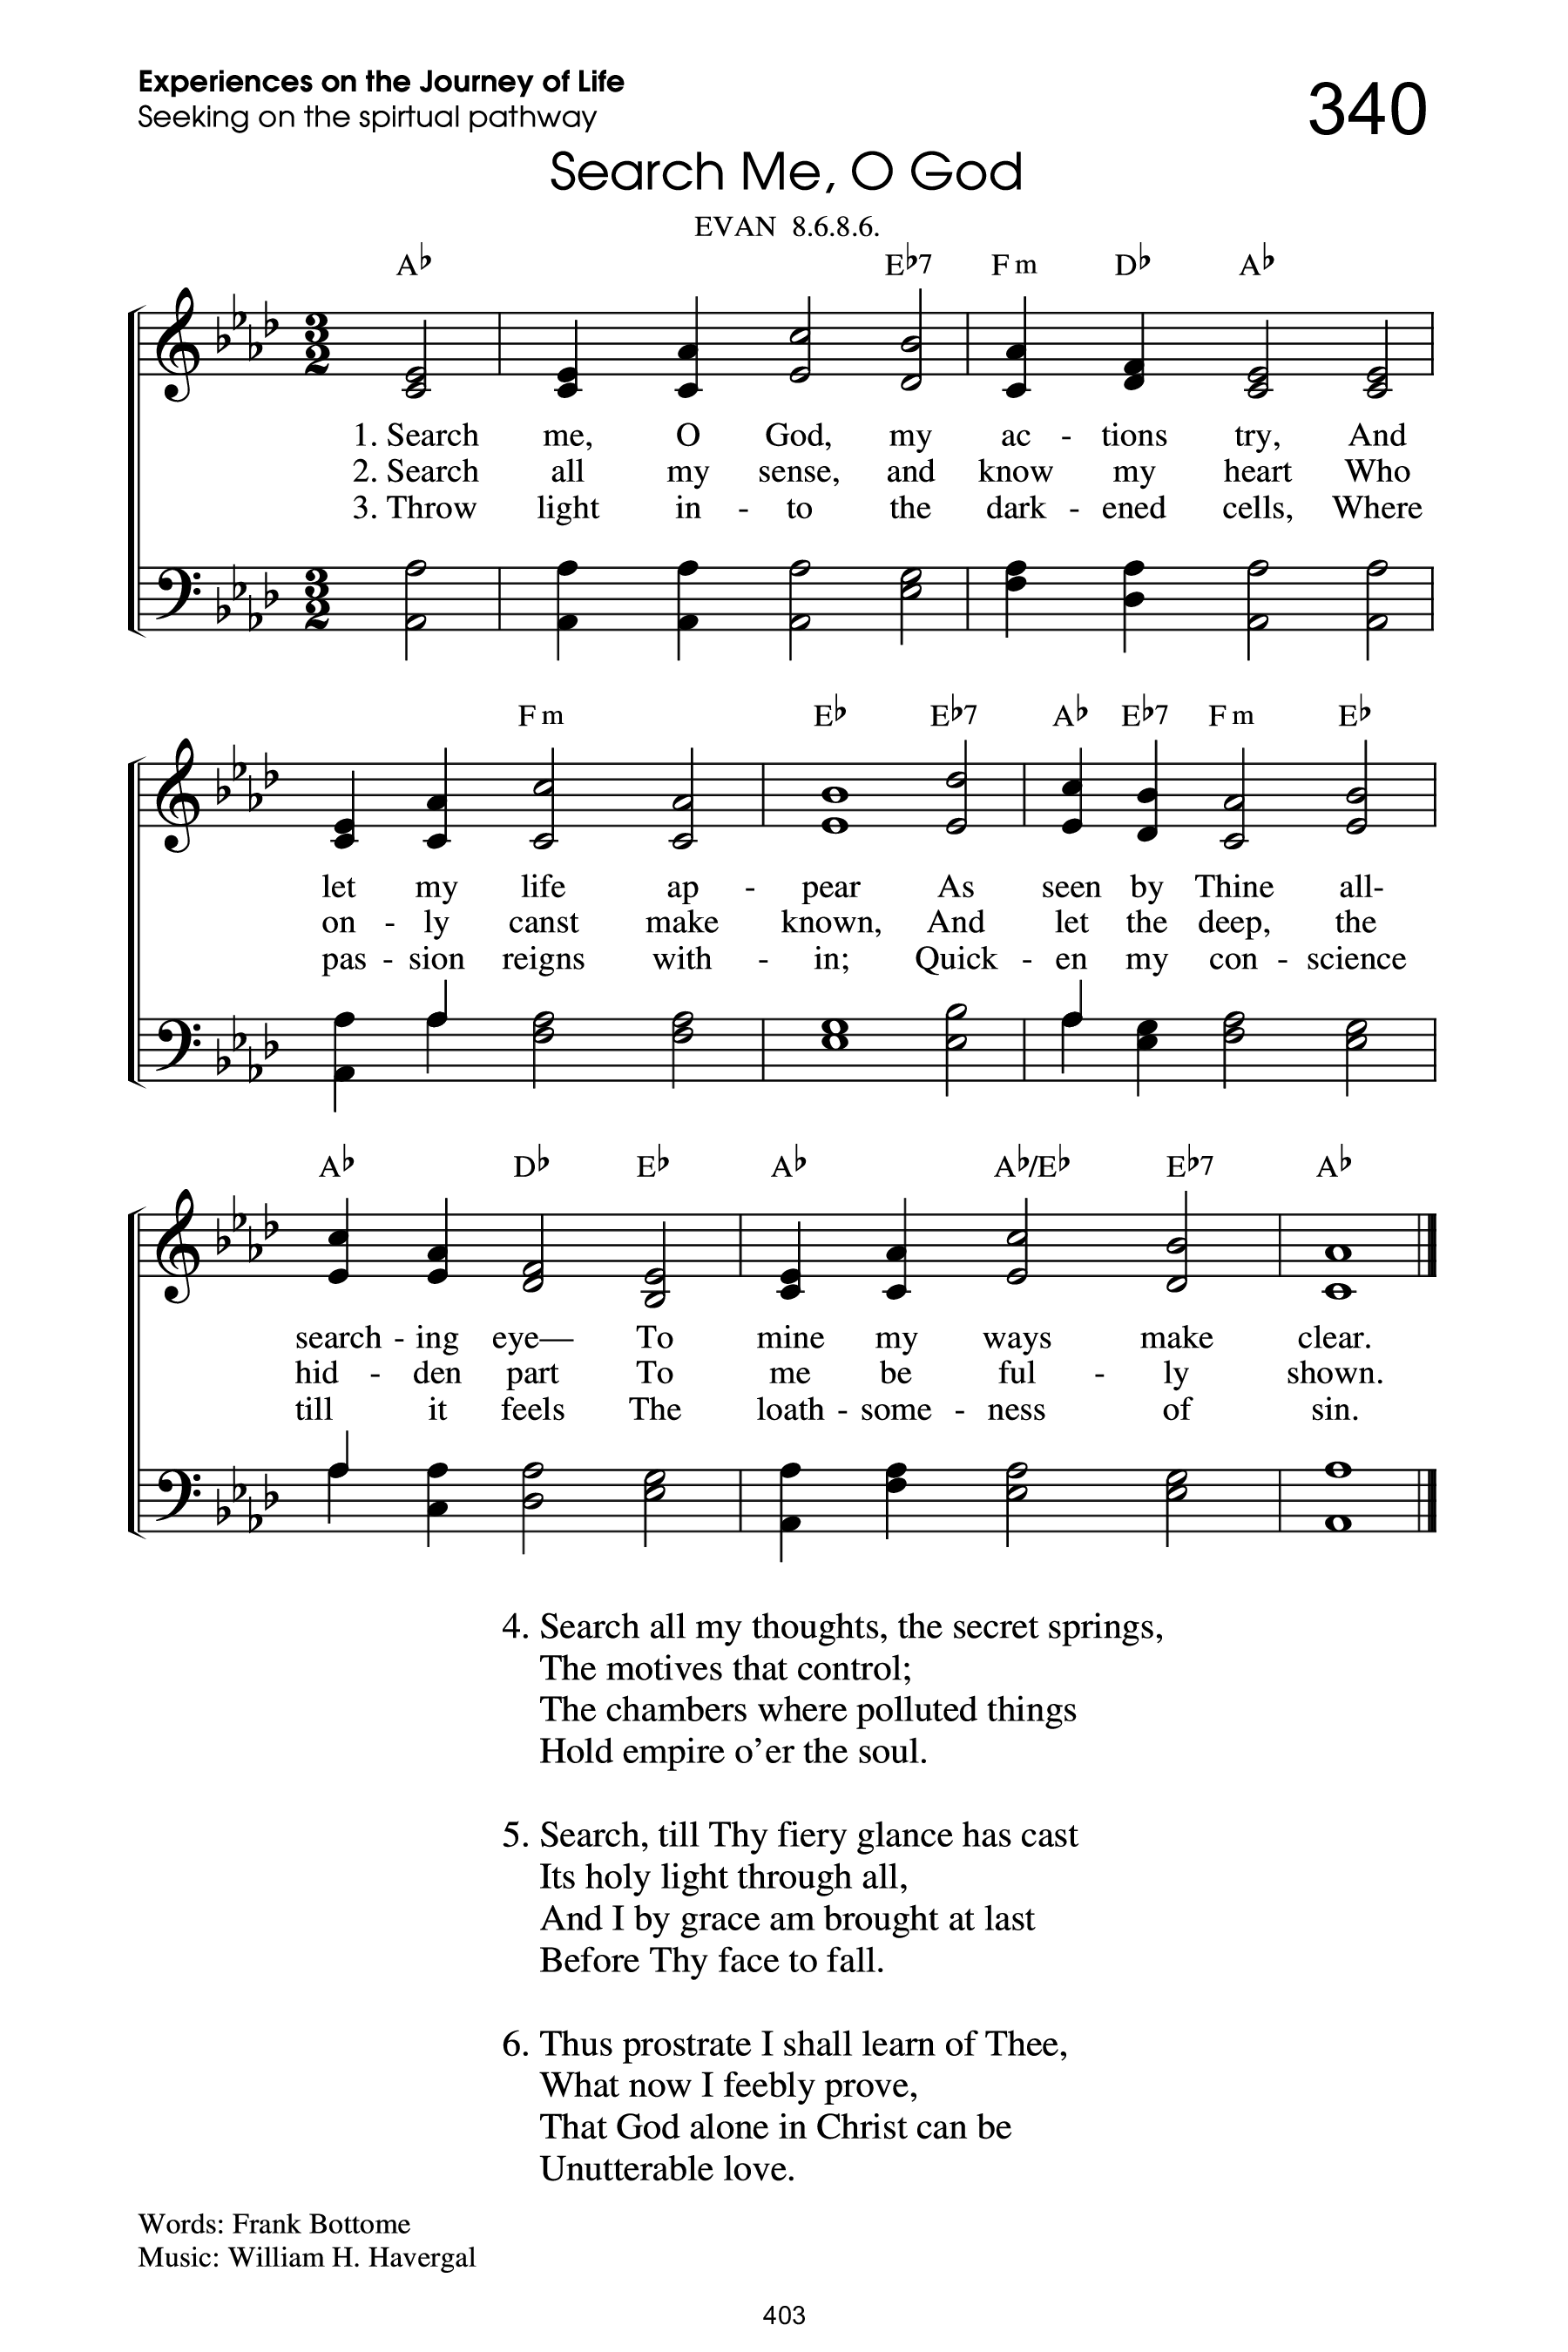 Experiences on the Journey of Life
Seeking on the spirtual pathway
340
Search Me, O God
EVAN 8.6.8.6.
A♭ E♭7 F m D♭ A♭
1. Search me, O God, my ac - tions try, And
2. Search all my sense, and know my heart Who
3. Throw light in - to the dark - ened cells, Where
F m E♭ E♭7 A♭ E♭7 F m E♭
let my life ap - pear As seen by Thine all-
on - ly canst make known, And let the deep, the
pas - sion reigns with - in; Quick - en my con - science
A♭ D♭ E♭ A♭ A♭/E♭ E♭7 A♭
search - ing eye— To mine my ways make clear.
hid - den part To me be ful - ly shown.
till it feels The loath - some - ness of sin.
4. Search all my thoughts, the secret springs,
The motives that control;
The chambers where polluted things
Hold empire o’er the soul.
5. Search, till Thy fiery glance has cast
Its holy light through all,
And I by grace am brought at last
Before Thy face to fall.
6. Thus prostrate I shall learn of Thee,
What now I feebly prove,
That God alone in Christ can be
Unutterable love.
Words: Frank Bottome
Music: William H. Havergal
403